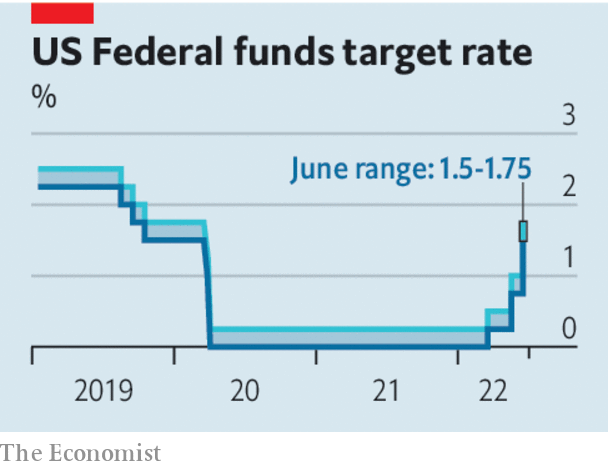 US Federal funds target rate
%
3
June range: 1.5-1.75
2
1
0
2019 20 21 22
The Economist